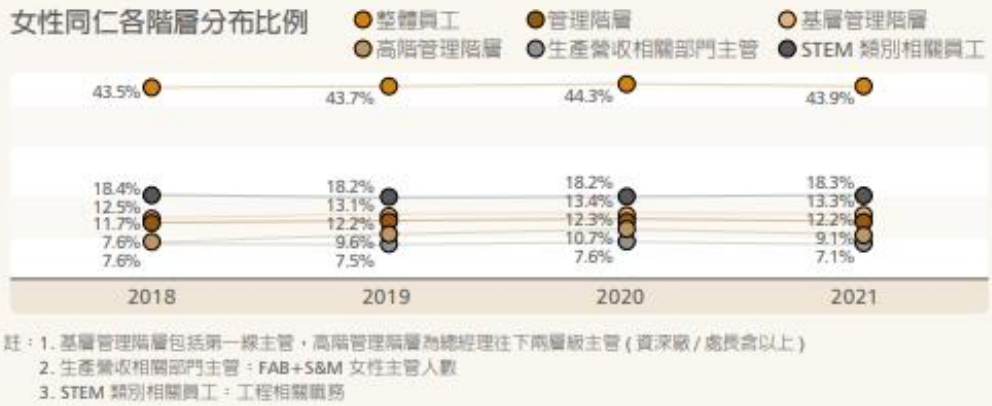 女性同仁各階層分布比例
整體員工 管理階層 基層管理階層
高階管理階層 生產營收相關部門主管 STEM 類別相關員工
43.5% 43.7% 44.3% 43.9%
18.4% 18.2% 18.2% 18.3%
12.5% 13.1% 13.4% 13.3%
11.7% 12.2% 12.3% 12.2%
7.6% 9.6% 10.7% 9.1%
7.6% 7.5% 7.6% 7.1%
2018 2019 2020 2021
註：1. 基層管理階層包括第一線主管，高階管理階層為總經理往下兩層級主管 ( 資深廠 / 處長含以上 )
2. 生產營收相關部門主管：FAB+S&M 女性主管人數
3. STEM 類別相關員工：工程相關職務